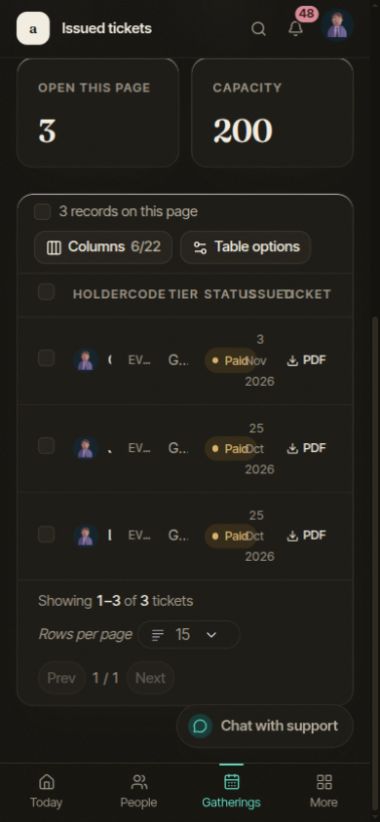 a
Issued tickets
48
OPEN THIS PAGE
3
CAPACITY
200
3 records on this page
Columns 6/22
Table options
HOLDER CODE TIER STATUS ISSUED TICKET
EV... G... Paid 3 Nov 2026 PDF
EV... G... Paid 25 Oct 2026 PDF
EV... G... Paid 25 Oct 2026 PDF
Showing 1–3 of 3 tickets
Rows per page 15
Prev 1 / 1 Next
Chat with support
Today People Gatherings More